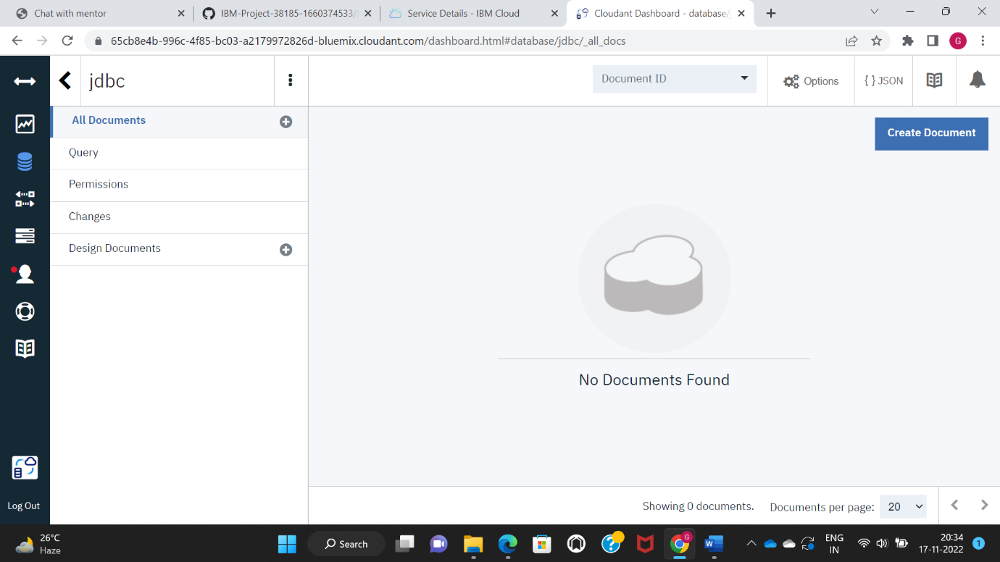 Chat with mentor
IBM-Project-38185-1660374533/
Service Details - IBM Cloud
Cloudant Dashboard - database/
65cb8e4b-996c-4f85-bc03-a2179972826d-bluemix.cloudant.com/dashboard.html#database/jdbc/_all_docs
G
jdbc
Document ID
Options
{ } JSON
All Documents
Create Document
Query
Permissions
Changes
Design Documents
No Documents Found
Log Out
Showing 0 documents.
Documents per page: 20
26°C
Haze
Search
G
W
ENG
IN
20:34
17-11-2022
1